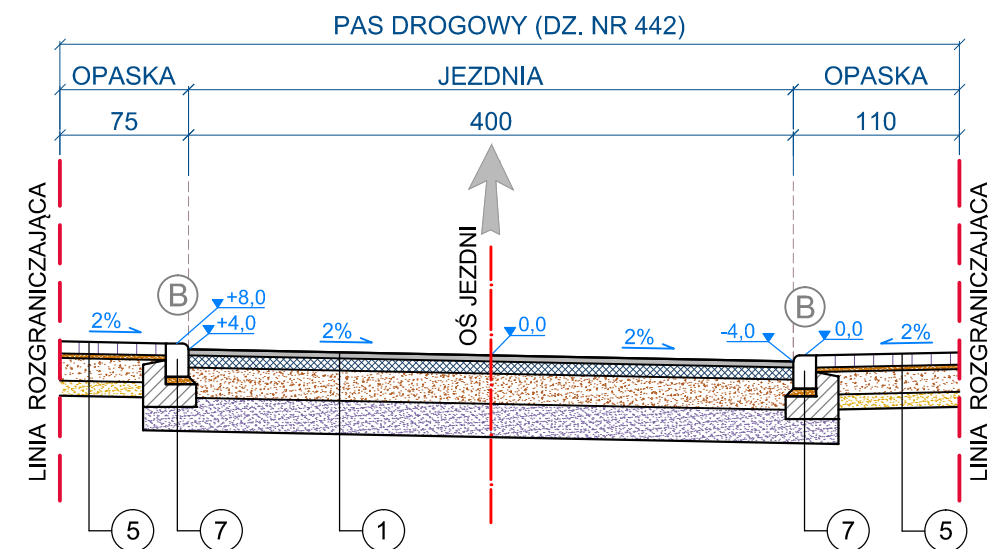 PAS DROGOWY (DZ. NR 442)
OPASKA JEZDNIA OPASKA
75 400 110
LINIA ROZGRANICZAJĄCA
OŚ JEZDNI
LINIA ROZGRANICZAJĄCA
B B
+8,0
+4,0 0,0 -4,0 0,0
2% 2% 2% 2%
5 7 1 7 5